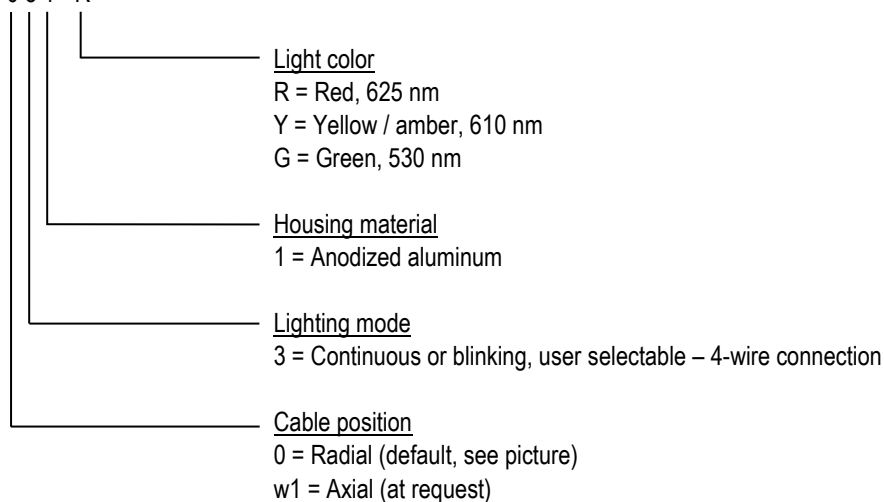 Light color
R = Red, 625 nm
Y = Yellow / amber, 610 nm
G = Green, 530 nm
Housing material
1 = Anodized aluminum
Lighting mode
3 = Continuous or blinking, user selectable – 4-wire connection
Cable position
0 = Radial (default, see picture)
w1 = Axial (at request)